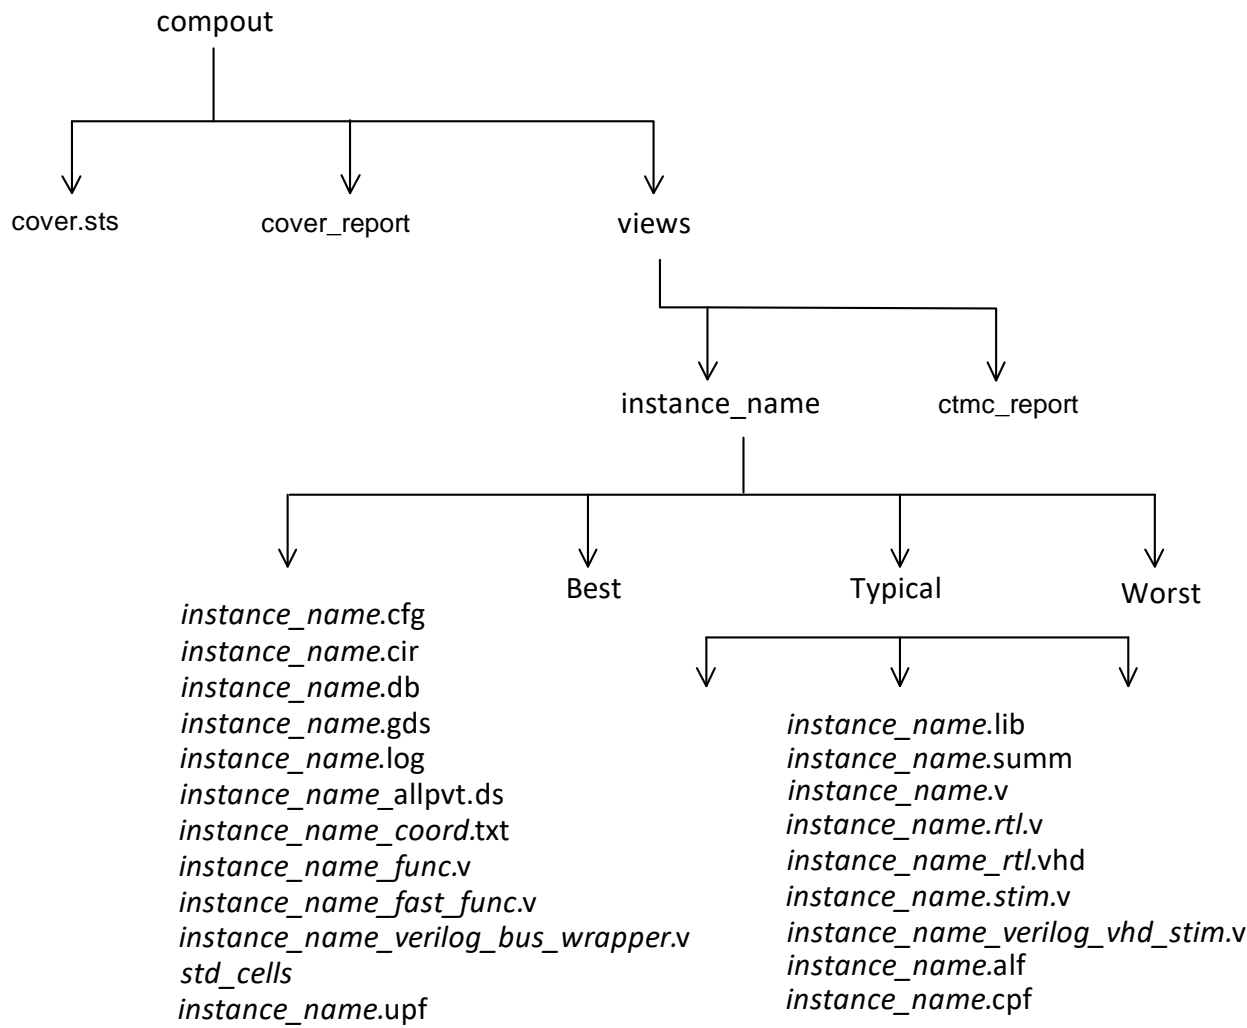 compout
cover.sts
cover_report
views
instance_name
ctmc_report
Best
Typical
Worst
instance_name.cfg
instance_name.cir
instance_name.db
instance_name.gds
instance_name.log
instance_name_allpvt.ds
instance_name_coord.txt
instance_name_func.v
instance_name_fast_func.v
instance_name_verilog_bus_wrapper.v
std_cells
instance_name.upf
instance_name.lib
instance_name.summ
instance_name.v
instance_name.rtl.v
instance_name_rtl.vhd
instance_name.stim.v
instance_name_verilog_vhd_stim.v
instance_name.alf
instance_name.cpf